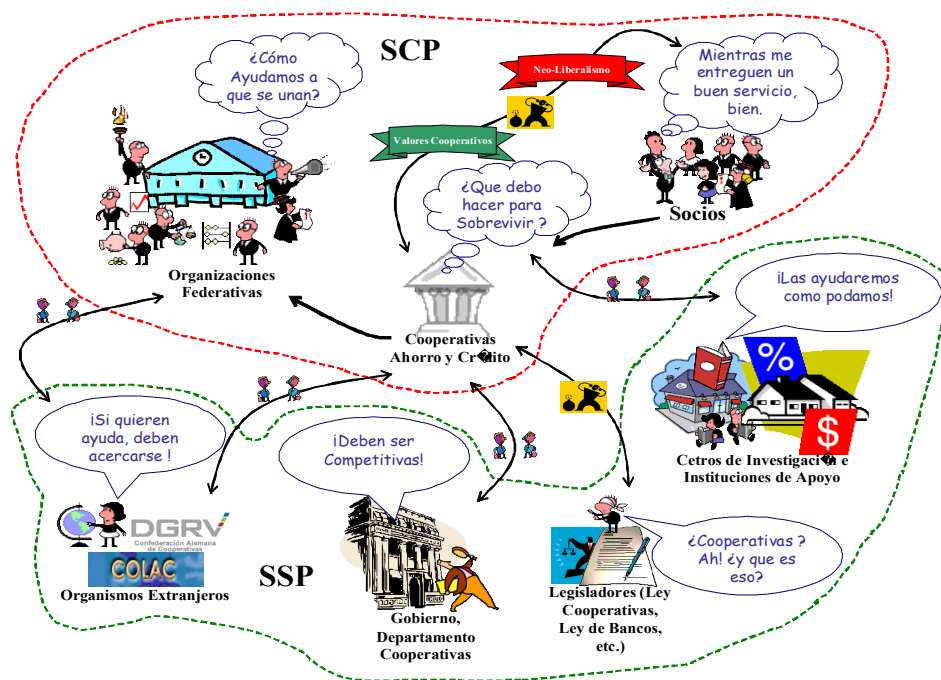 SCP
¿Cómo
Ayudamos a
que se unan?
Neo-Liberalismo
Mientras me
entreguen un
buen servicio,
bien.
Valores Cooperativos
¿Que debo
hacer para
Sobrevivir ?
Socios
Organizaciones
Federativas
Cooperativas
Ahorro y Cr�dito
¡Las ayudaremos
como podamos!
%
$
Cetros de Investigaci�n e
Instituciones de Apoyo
¡Si quieren
ayuda, deben
acercarse !
¡Deben ser
Competitivas!
DGRV
Confederación Alemana
de Cooperativas
COLAC
Organismos Extranjeros
SSP
Gobierno,
Departamento
Cooperativas
¿Cooperativas ?
Ah! ¿y que es
eso?
Legisladores (Ley
Cooperativas,
Ley de Bancos,
etc.)